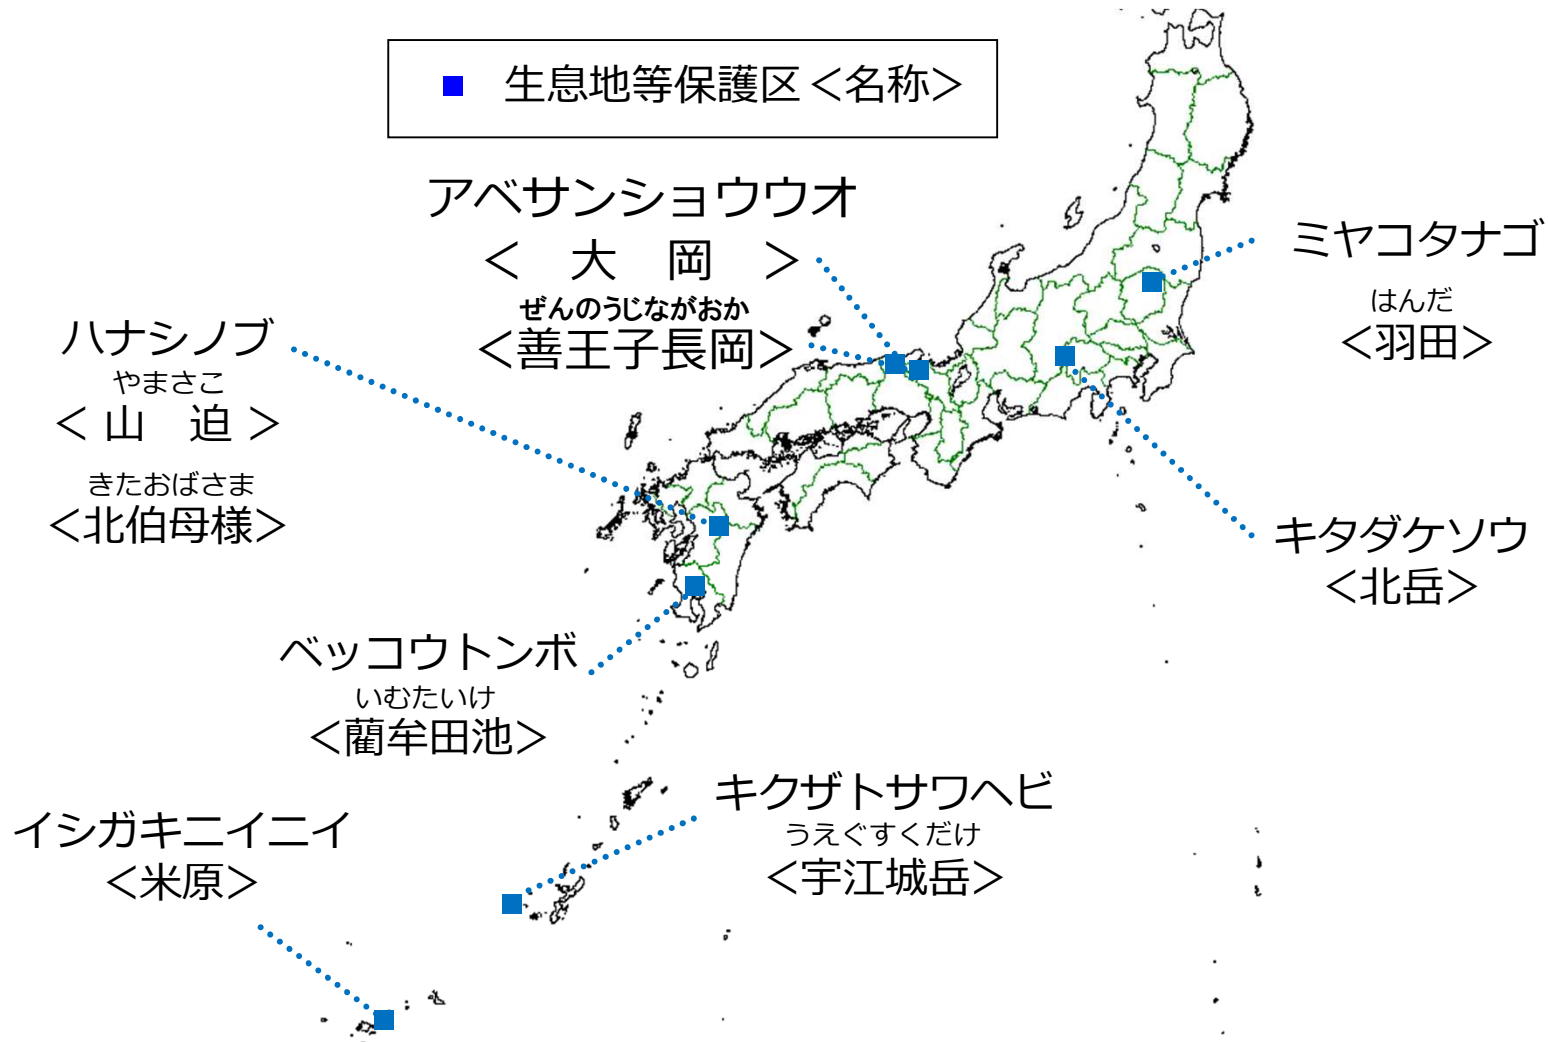 生息地等保護区＜名称＞
アベサンショウウオ
＜ 大 岡 ＞
ぜんのうじながおか
＜善王子長岡＞
ミヤコタナゴ
はんだ
＜羽田＞
ハナシノブ
やまさこ
＜山 迫＞
きたおばさま
＜北伯母様＞
キタダケソウ
＜北岳＞
ベッコウトンボ
いむたいけ
＜藺牟田池＞
キクザトサワヘビ
うえぐすくだけ
＜宇江城岳＞
イシガキニイニイ
＜米原＞